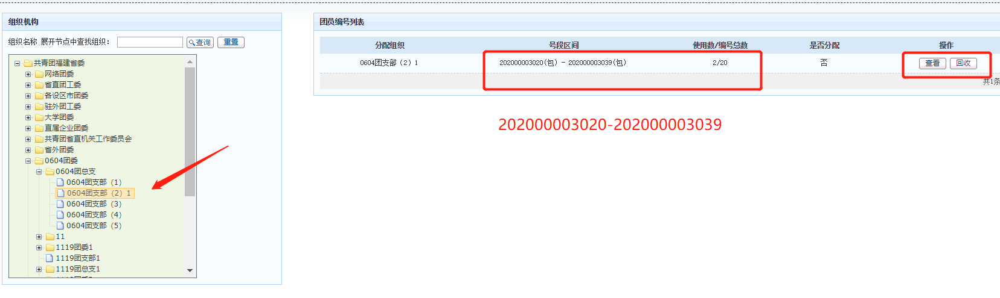 组织机构
组织名称 展开节点中查找组织：
查询
重置
共青团福建省委
网络团委
省直团工委
各设区市团委
驻外团工委
大学团委
直属企业团委
共青团省直机关工作委员会
省外团委
0604团委
0604团总支
0604团支部（1）
0604团支部（2）1
0604团支部（3）
0604团支部（4）
0604团支部（5）
11
1119团委1
1119团支部1
1119团总支1
团员编号列表
分配组织 号段区间 使用数/编号总数 是否分配 操作
0604团支部（2）1 202000003020(包) - 202000003039(包) 2/20 否 查看 回收
共1条
202000003020-202000003039